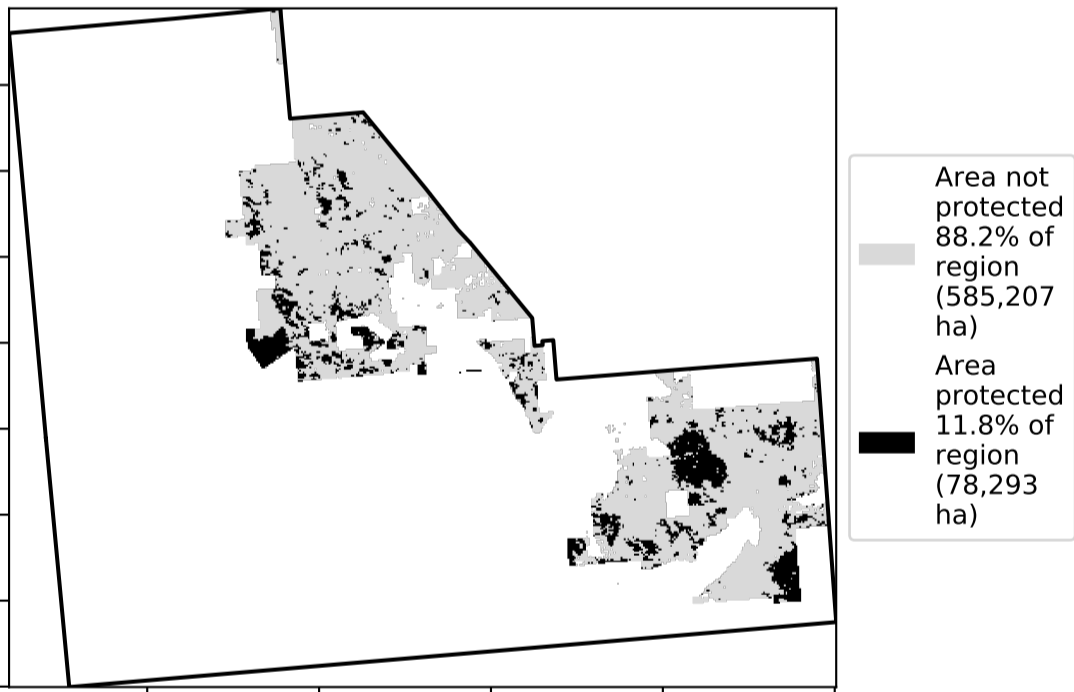 Area not
protected
88.2% of
region
(585,207
ha)
Area
protected
11.8% of
region
(78,293
ha)